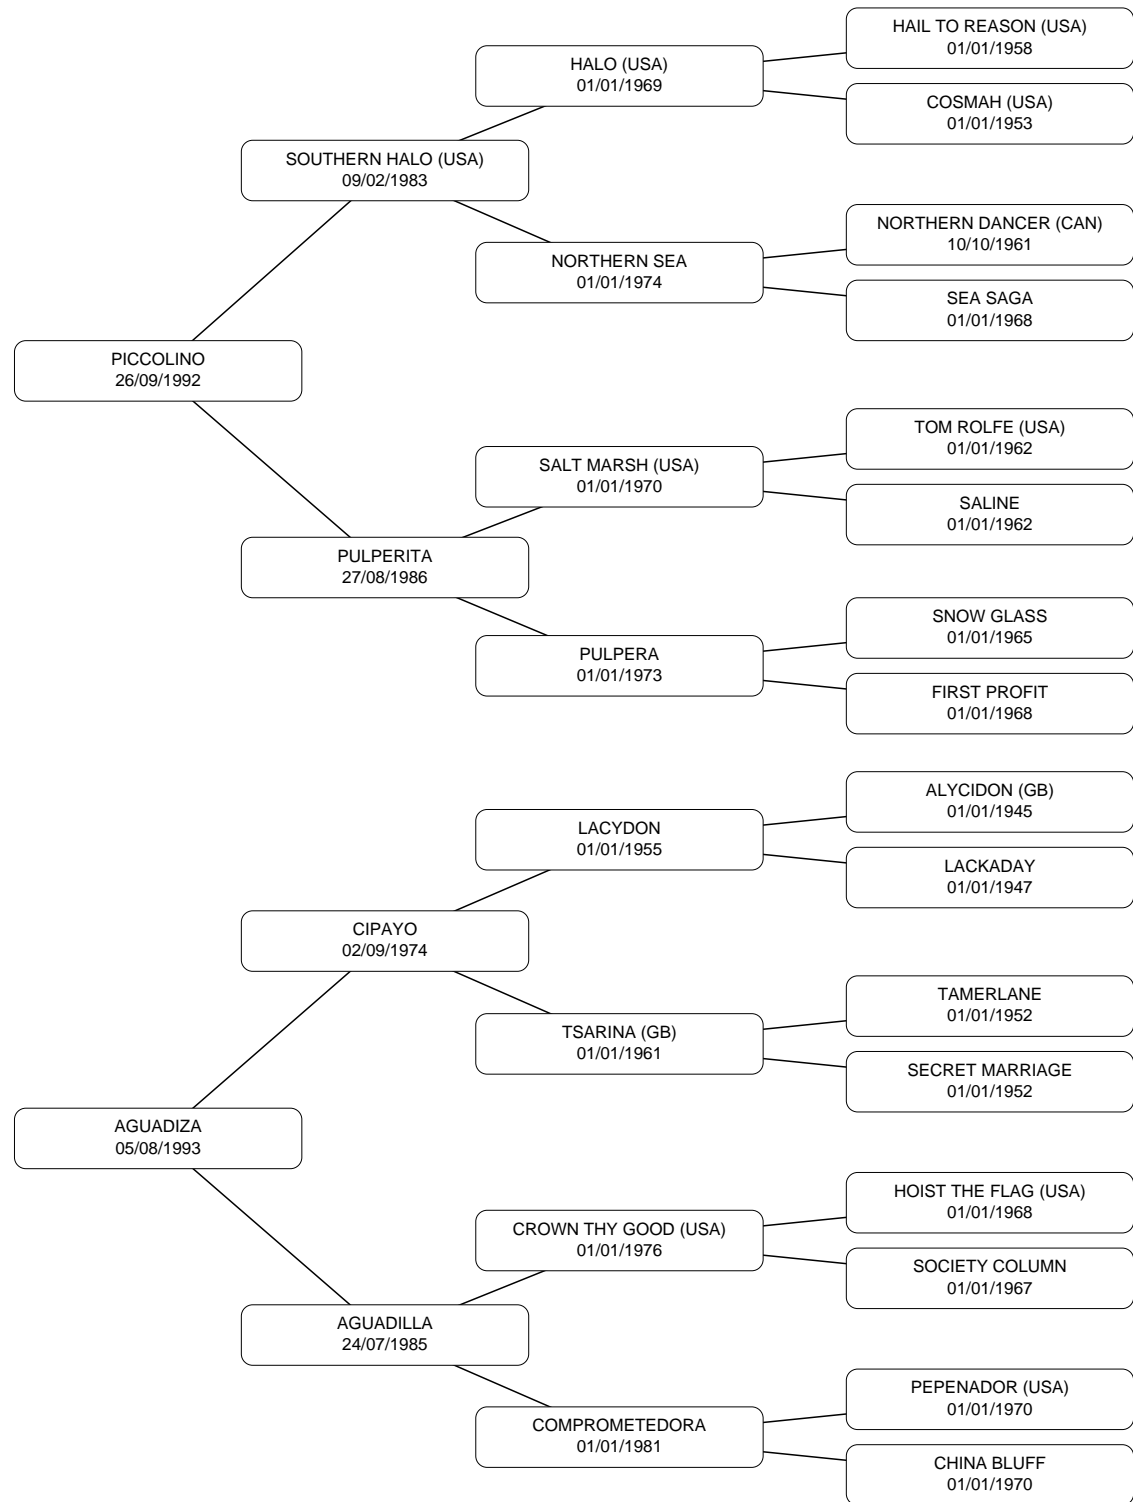 HAIL TO REASON (USA)
01/01/1958
HALO (USA)
01/01/1969
COSMAH (USA)
01/01/1953
SOUTHERN HALO (USA)
09/02/1983
NORTHERN DANCER (CAN)
10/10/1961
NORTHERN SEA
01/01/1974
SEA SAGA
01/01/1968
PICCOLINO
26/09/1992
TOM ROLFE (USA)
01/01/1962
SALT MARSH (USA)
01/01/1970
SALINE
01/01/1962
PULPERITA
27/08/1986
SNOW GLASS
01/01/1965
PULPERA
01/01/1973
FIRST PROFIT
01/01/1968
ALYCIDON (GB)
01/01/1945
LACYDON
01/01/1955
LACKADAY
01/01/1947
CIPAYO
02/09/1974
TAMERLANE
01/01/1952
TSARINA (GB)
01/01/1961
SECRET MARRIAGE
01/01/1952
AGUADIZA
05/08/1993
HOIST THE FLAG (USA)
01/01/1968
CROWN THY GOOD (USA)
01/01/1976
SOCIETY COLUMN
01/01/1967
AGUADILLA
24/07/1985
PEPENADOR (USA)
01/01/1970
COMPROMETEDORA
01/01/1981
CHINA BLUFF
01/01/1970